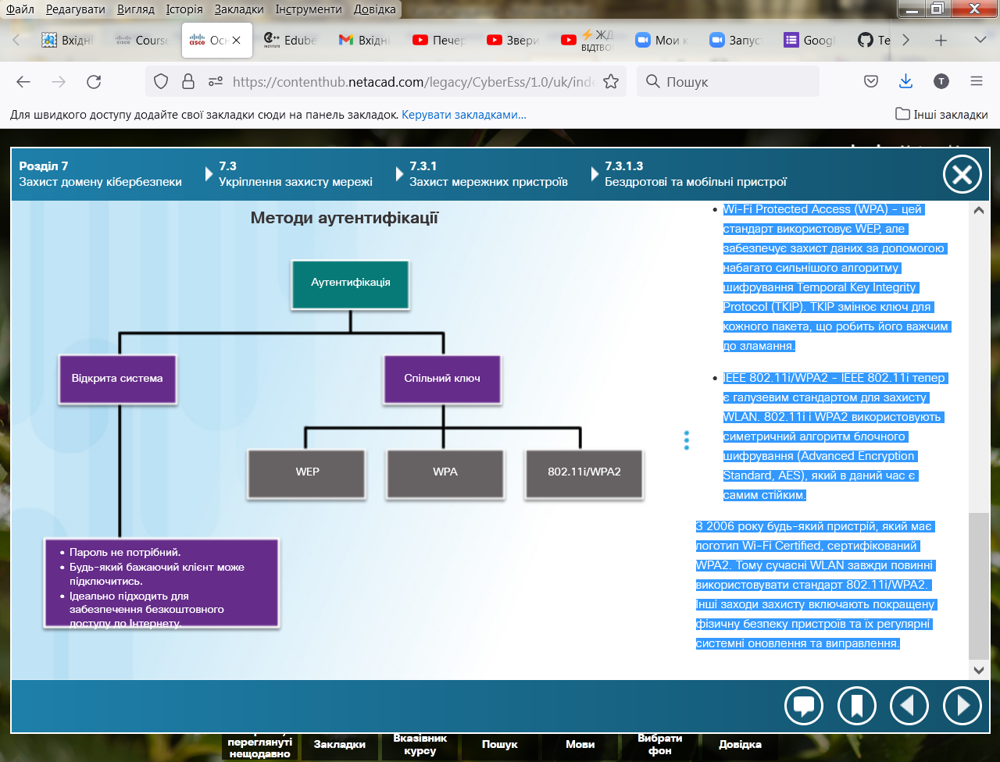 Файл Редагувати Вигляд Історія Закладки Інструменти Довідка
Вхідні Course Осн Edube Вхідні Печер Звери ЖД Мои к Запус Googl Te
ВІДТВО
https://contenthub.netacad.com/legacy/CyberEss/1.0/uk/inde Пошук
Для швидкого доступу додайте свої закладки сюди на панель закладок. Керувати закладками... Інші закладки
Розділ 7 7.3 7.3.1 7.3.1.3
Захист домену кібербезпеки Укріплення захисту мережі Захист мережних пристроїв Бездротові та мобільні пристрої
Методи аутентифікації
Аутентифікація
Відкрита система Спільний ключ
WEP WPA 802.11i/WPA2
• Пароль не потрібний.
• Будь-який бажаючий клієнт може
підключитись.
• Ідеально підходить для
забезпечення безкоштовного
доступу до Інтернету.
• Wi-Fi Protected Access (WPA) - цей
стандарт використовує WEP, але
забезпечує захист даних за допомогою
набагато сильнішого алгоритму
шифрування Temporal Key Integrity
Protocol (TKIP). TKIP змінює ключ для
кожного пакета, що робить його важчим
до зламання.
• IEEE 802.11i/WPA2 - IEEE 802.11i тепер
є галузевим стандартом для захисту
WLAN. 802.11i і WPA2 використовують
симетричний алгоритм блочного
шифрування (Advanced Encryption
Standard, AES), який в даний час є
самим стійким.
З 2006 року будь-який пристрій, який має
логотип Wi-Fi Certified, сертифікований
WPA2. Тому сучасні WLAN завжди повинні
використовувати стандарт 802.11i/WPA2.
Інші заходи захисту включають покращену
фізичну безпеку пристроїв та їх регулярні
системні оновлення та виправлення.
переглянуті
нещодавно
Закладки
Вказівник
курсу
Пошук
Мови
Вибрати
фон
Довідка